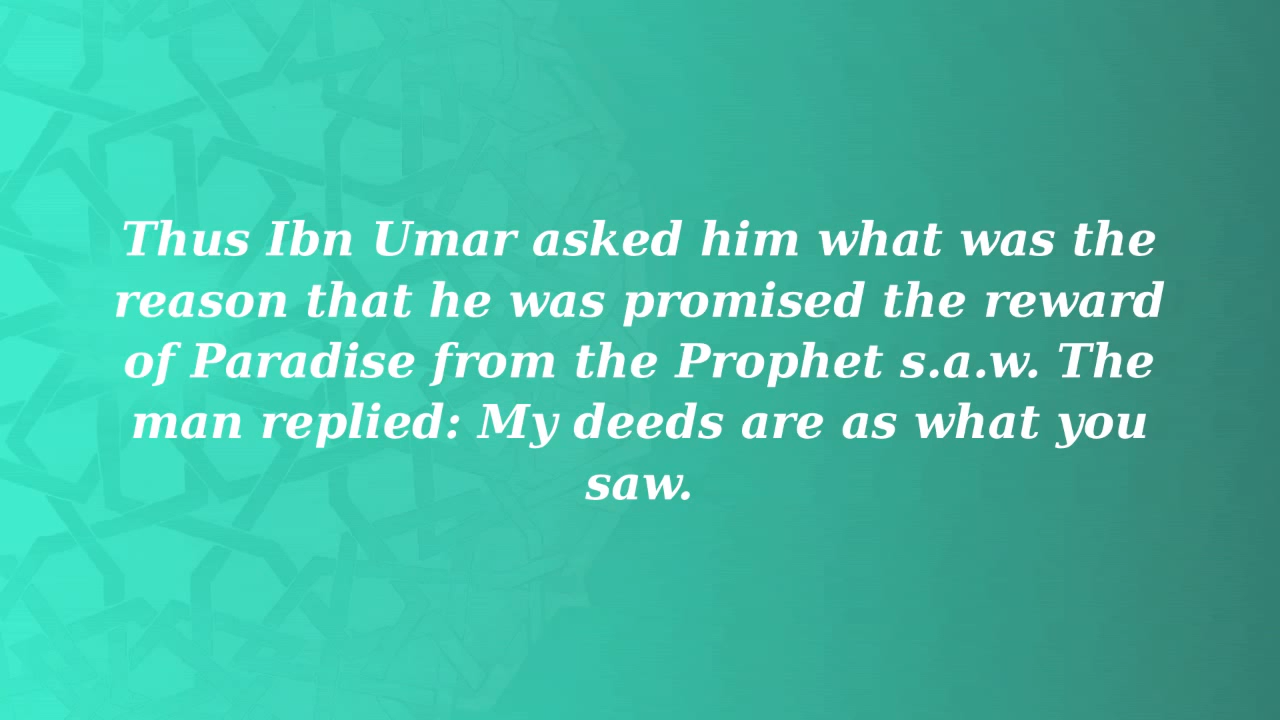 Thus Ibn Umar asked him what was the
reason that he was promised the reward
of Paradise from the Prophet s.a.w. The
man replied: My deeds are as what you
saw.